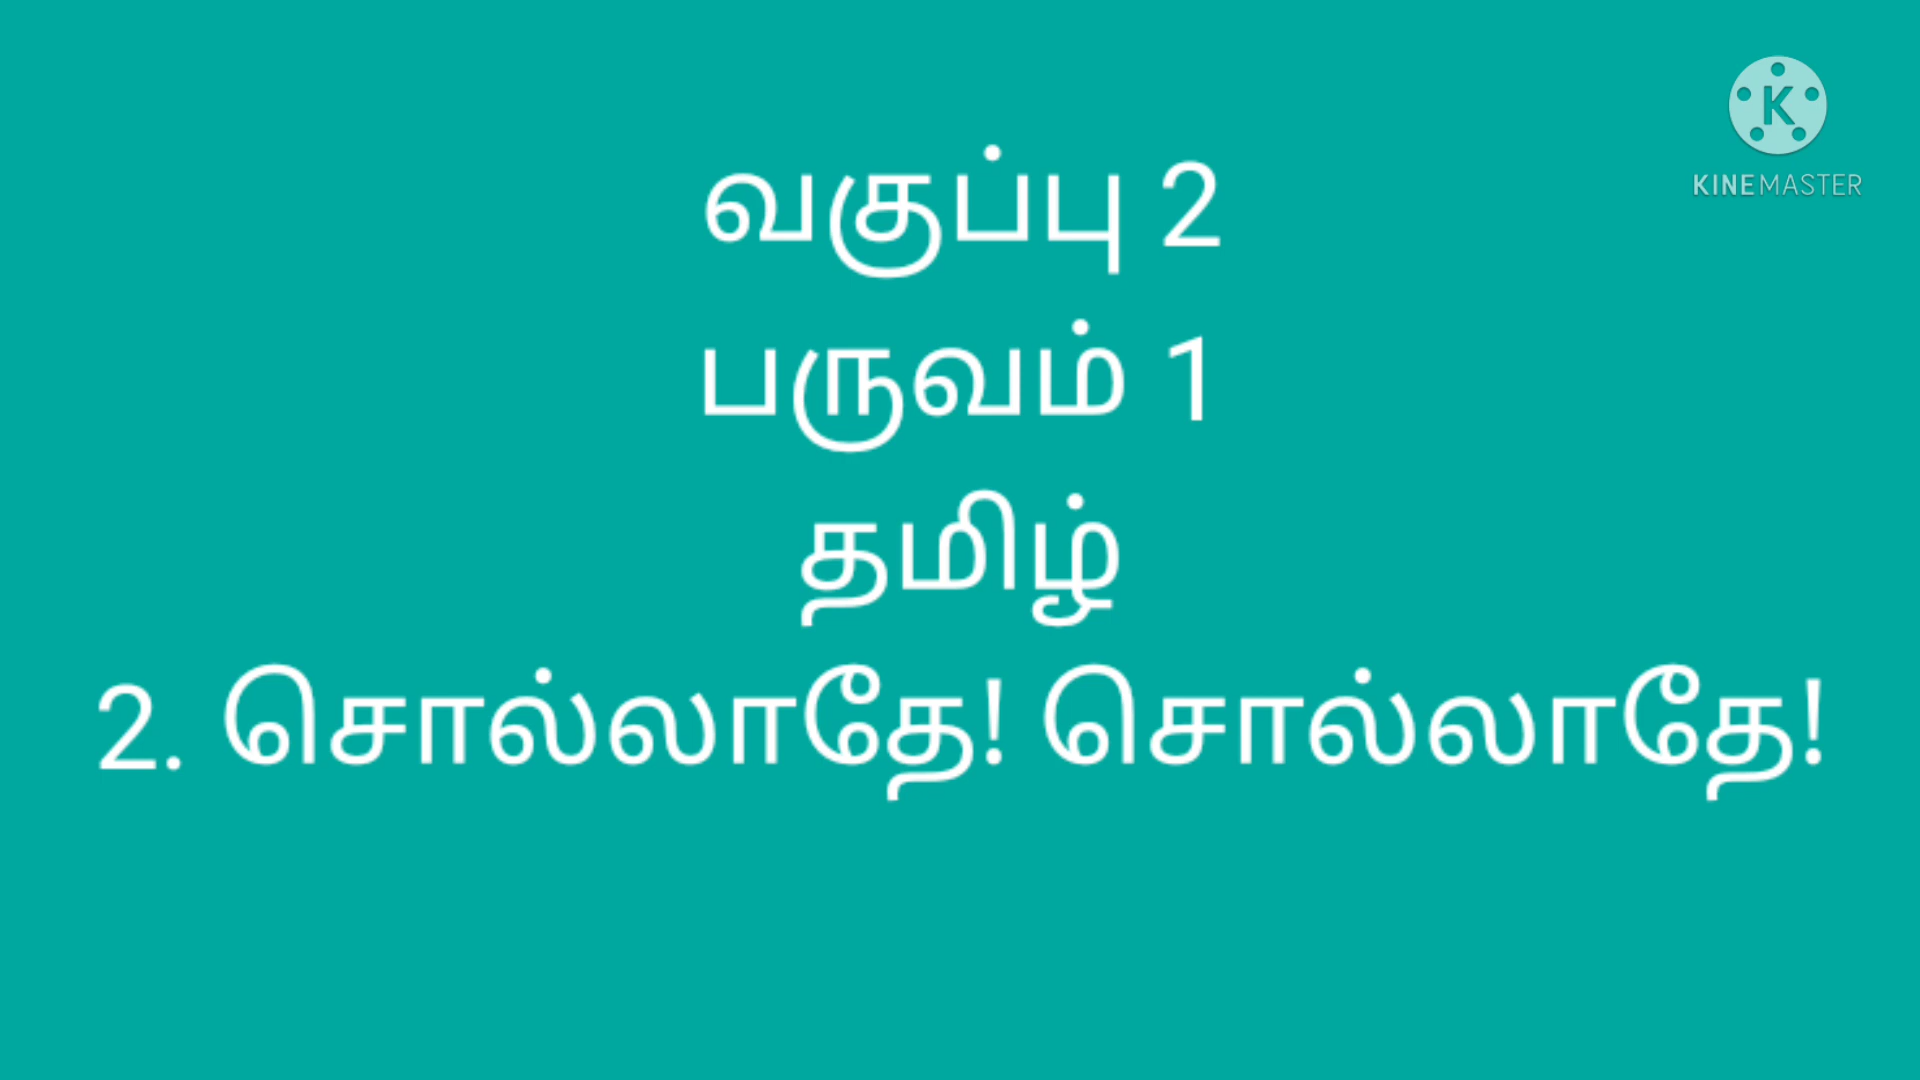 K
KINEMASTER
வகுப்பு 2
பருவம் 1
தமிழ்
2. சொல்லாதே! சொல்லாதே!